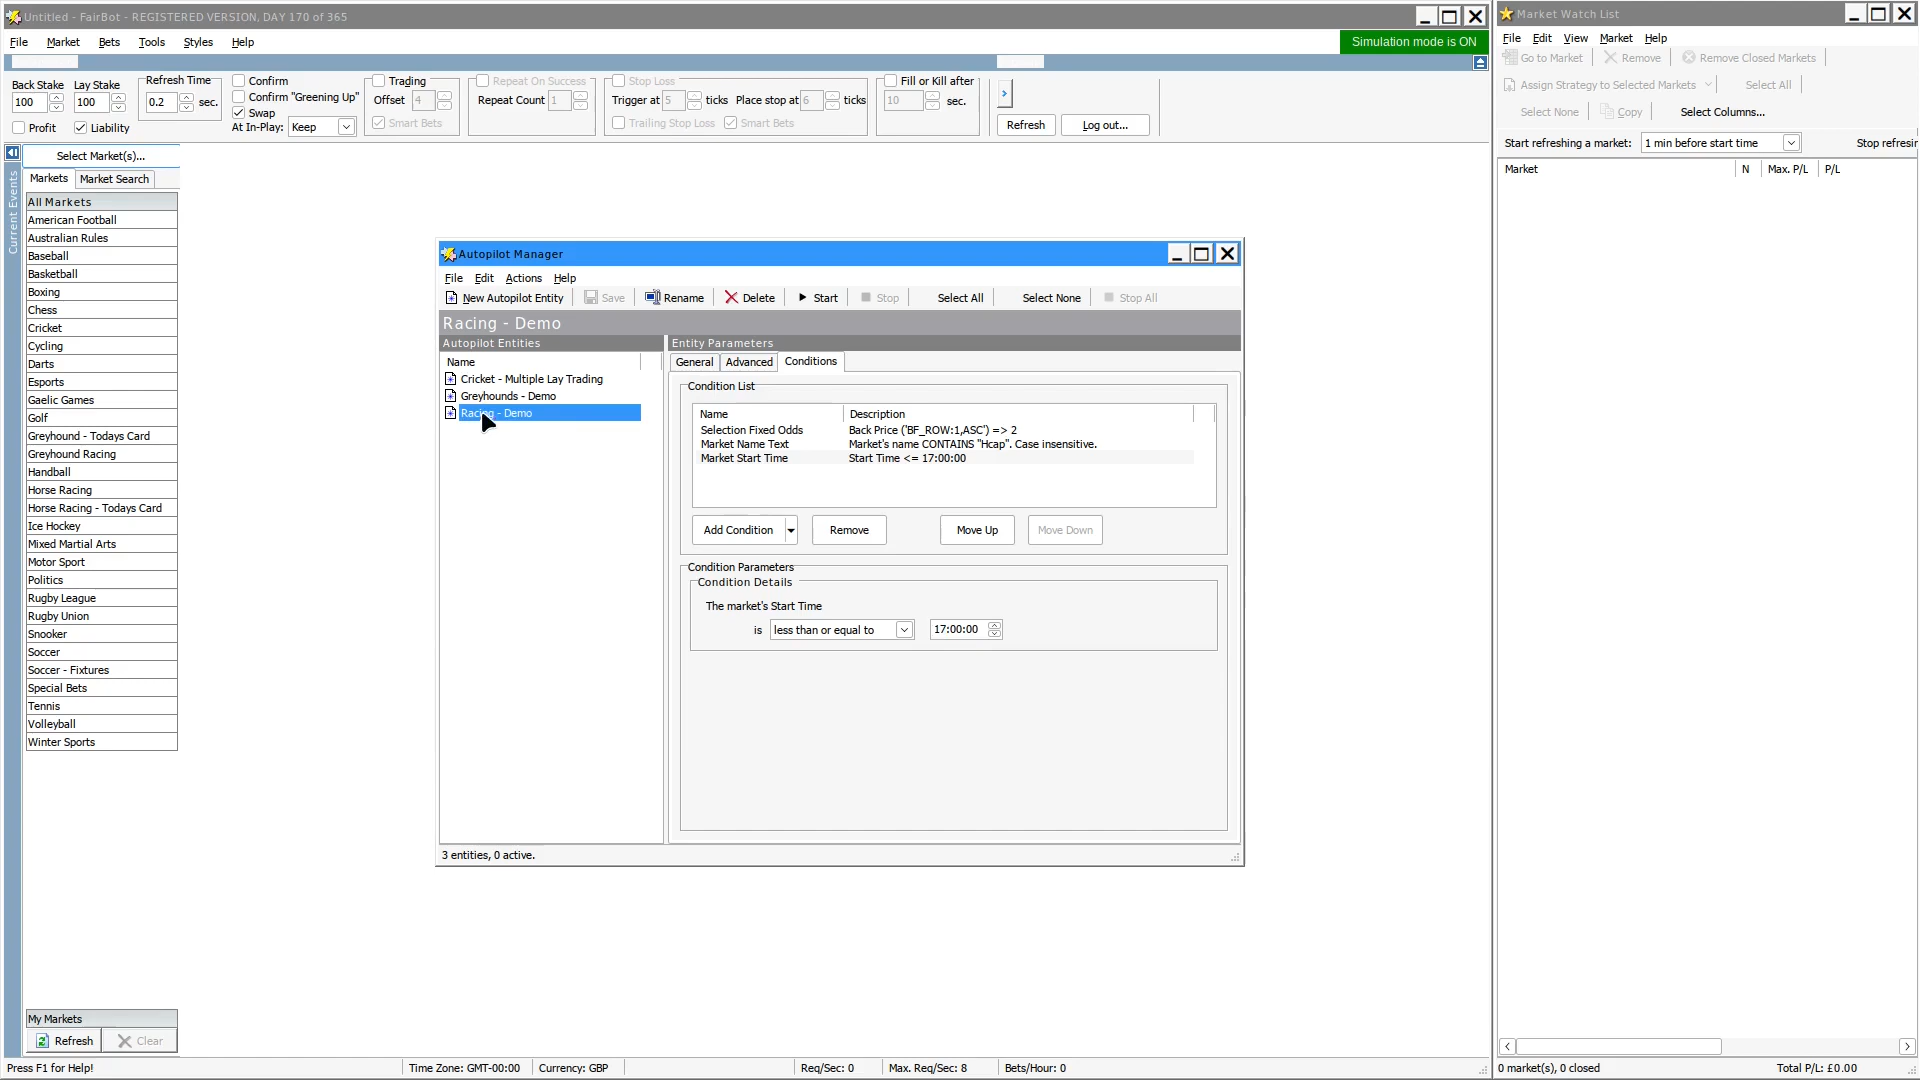 Untitled - FairBot - REGISTERED VERSION, DAY 170 of 365
File Market Bets Tools Styles Help
Simulation mode is ON
Back Stake Lay Stake Refresh Time
100 100 0.2 sec.
Profit Liability
Confirm
Confirm "Greening Up"
Swap
At In-Play: Keep
Trading
Offset 4
Smart Bets
Repeat On Success
Repeat Count 1
Stop Loss
Trigger at 5 ticks Place stop at 6 ticks
Trailing Stop Loss Smart Bets
Fill or Kill after
10 sec.
Refresh Log out...
Current Events
Select Market(s)...
Markets Market Search
All Markets
American Football
Australian Rules
Baseball
Basketball
Boxing
Chess
Cricket
Cycling
Darts
Esports
Gaelic Games
Golf
Greyhound - Todays Card
Greyhound Racing
Handball
Horse Racing
Horse Racing - Todays Card
Ice Hockey
Mixed Martial Arts
Motor Sport
Politics
Rugby League
Rugby Union
Snooker
Soccer
Soccer - Fixtures
Special Bets
Tennis
Volleyball
Winter Sports
My Markets
Refresh Clear
Autopilot Manager
File Edit Actions Help
New Autopilot Entity Save Rename Delete Start Stop Select All Select None Stop All
Racing - Demo
Autopilot Entities
Name
Cricket - Multiple Lay Trading
Greyhounds - Demo
Racing - Demo
Entity Parameters
General Advanced Conditions
Condition List
Name Description
Selection Fixed Odds Back Price ('BF_ROW:1,ASC') => 2
Market Name Text Market's name CONTAINS "Hcap". Case insensitive.
Market Start Time Start Time <= 17:00:00
Add Condition Remove Move Up Move Down
Condition Parameters
Condition Details
The market's Start Time
is less than or equal to 17:00:00
3 entities, 0 active.
Press F1 for Help! Time Zone: GMT-00:00 Currency: GBP Req/Sec: 0 Max. Req/Sec: 8 Bets/Hour: 0
Market Watch List
File Edit View Market Help
Go to Market Remove Remove Closed Markets
Assign Strategy to Selected Markets Select All
Select None Copy Select Columns...
Start refreshing a market: 1 min before start time Stop refresir
Market N Max. P/L P/L
0 market(s), 0 closed Total P/L: £0.00